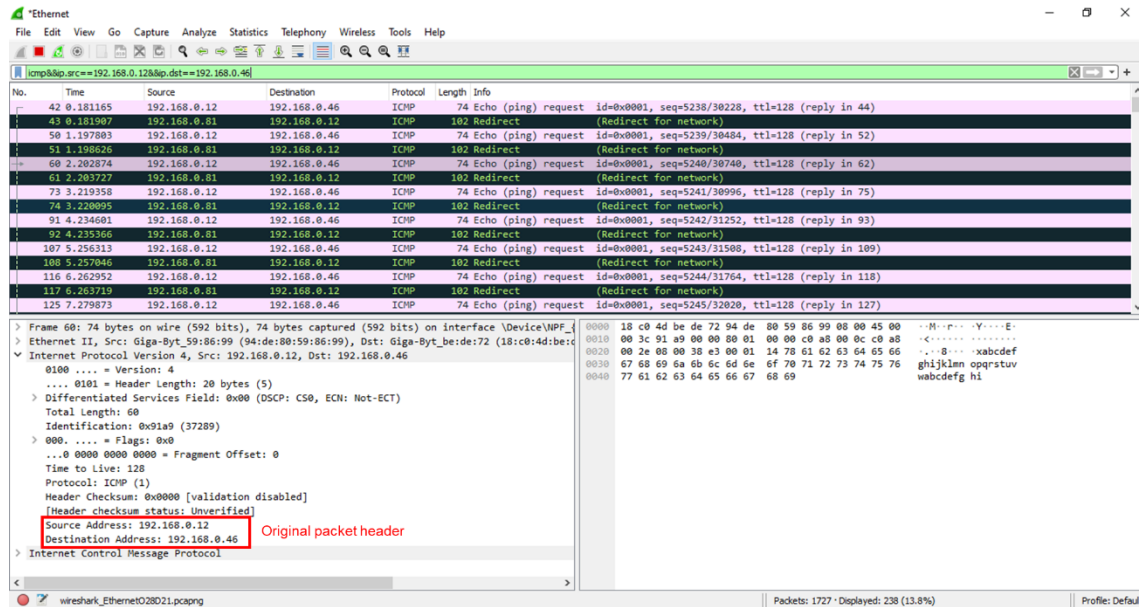 *Ethernet
File Edit View Go Capture Analyze Statistics Telephony Wireless Tools Help
icmp&&ip.src==192.168.0.12&&ip.dst==192.168.0.46
No. Time Source Destination Protocol Length Info
42 0.181165 192.168.0.12 192.168.0.46 ICMP 74 Echo (ping) request id=0x0001, seq=5238/30228, ttl=128 (reply in 44)
43 0.181907 192.168.0.81 192.168.0.12 ICMP 102 Redirect (Redirect for network)
50 1.197803 192.168.0.12 192.168.0.46 ICMP 74 Echo (ping) request id=0x0001, seq=5239/30484, ttl=128 (reply in 52)
51 1.198626 192.168.0.81 192.168.0.12 ICMP 102 Redirect (Redirect for network)
60 2.202874 192.168.0.12 192.168.0.46 ICMP 74 Echo (ping) request id=0x0001, seq=5240/30740, ttl=128 (reply in 62)
61 2.203727 192.168.0.81 192.168.0.12 ICMP 102 Redirect (Redirect for network)
73 3.219358 192.168.0.12 192.168.0.46 ICMP 74 Echo (ping) request id=0x0001, seq=5241/30996, ttl=128 (reply in 75)
74 3.220095 192.168.0.81 192.168.0.12 ICMP 102 Redirect (Redirect for network)
91 4.234601 192.168.0.12 192.168.0.46 ICMP 74 Echo (ping) request id=0x0001, seq=5242/31252, ttl=128 (reply in 93)
92 4.235366 192.168.0.81 192.168.0.12 ICMP 102 Redirect (Redirect for network)
107 5.256313 192.168.0.12 192.168.0.46 ICMP 74 Echo (ping) request id=0x0001, seq=5243/31508, ttl=128 (reply in 109)
108 5.257046 192.168.0.81 192.168.0.12 ICMP 102 Redirect (Redirect for network)
116 6.262952 192.168.0.12 192.168.0.46 ICMP 74 Echo (ping) request id=0x0001, seq=5244/31764, ttl=128 (reply in 118)
117 6.263719 192.168.0.81 192.168.0.12 ICMP 102 Redirect (Redirect for network)
125 7.279873 192.168.0.12 192.168.0.46 ICMP 74 Echo (ping) request id=0x0001, seq=5245/32020, ttl=128 (reply in 127)
Frame 60: 74 bytes on wire (592 bits), 74 bytes captured (592 bits) on interface \Device\NPF_{
Ethernet II, Src: Giga-Byt_59:86:99 (94:de:80:59:86:99), Dst: Giga-Byt_be:de:72 (18:c0:4d:be:d
Internet Protocol Version 4, Src: 192.168.0.12, Dst: 192.168.0.46
0100 .... = Version: 4
.... 0101 = Header Length: 20 bytes (5)
Differentiated Services Field: 0x00 (DSCP: CS0, ECN: Not-ECT)
Total Length: 60
Identification: 0x91a9 (37289)
000. .... = Flags: 0x0
...0 0000 0000 0000 = Fragment Offset: 0
Time to Live: 128
Protocol: ICMP (1)
Header Checksum: 0x0000 [validation disabled]
[Header checksum status: Unverified]
Source Address: 192.168.0.12
Destination Address: 192.168.0.46
Original packet header
Internet Control Message Protocol
0000 18 c0 4d be de 72 94 de 80 59 86 99 08 00 45 00 ··M··r·· ·Y····E·
0010 00 3c 91 a9 00 00 80 01 00 00 c0 a8 00 0c c0 a8 ·<······ ········
0020 00 2e 08 00 38 e3 00 01 14 78 61 62 63 64 65 66 ·.··8··· ·xabcdef
0030 67 68 69 6a 6b 6c 6d 6e 6f 70 71 72 73 74 75 76 ghijklmn opqrstuv
0040 77 61 62 63 64 65 66 67 68 69 wabcdefg hi
wireshark_EthernetO28D21.pcapng
Packets: 1727 · Displayed: 238 (13.8%)
Profile: Defaul